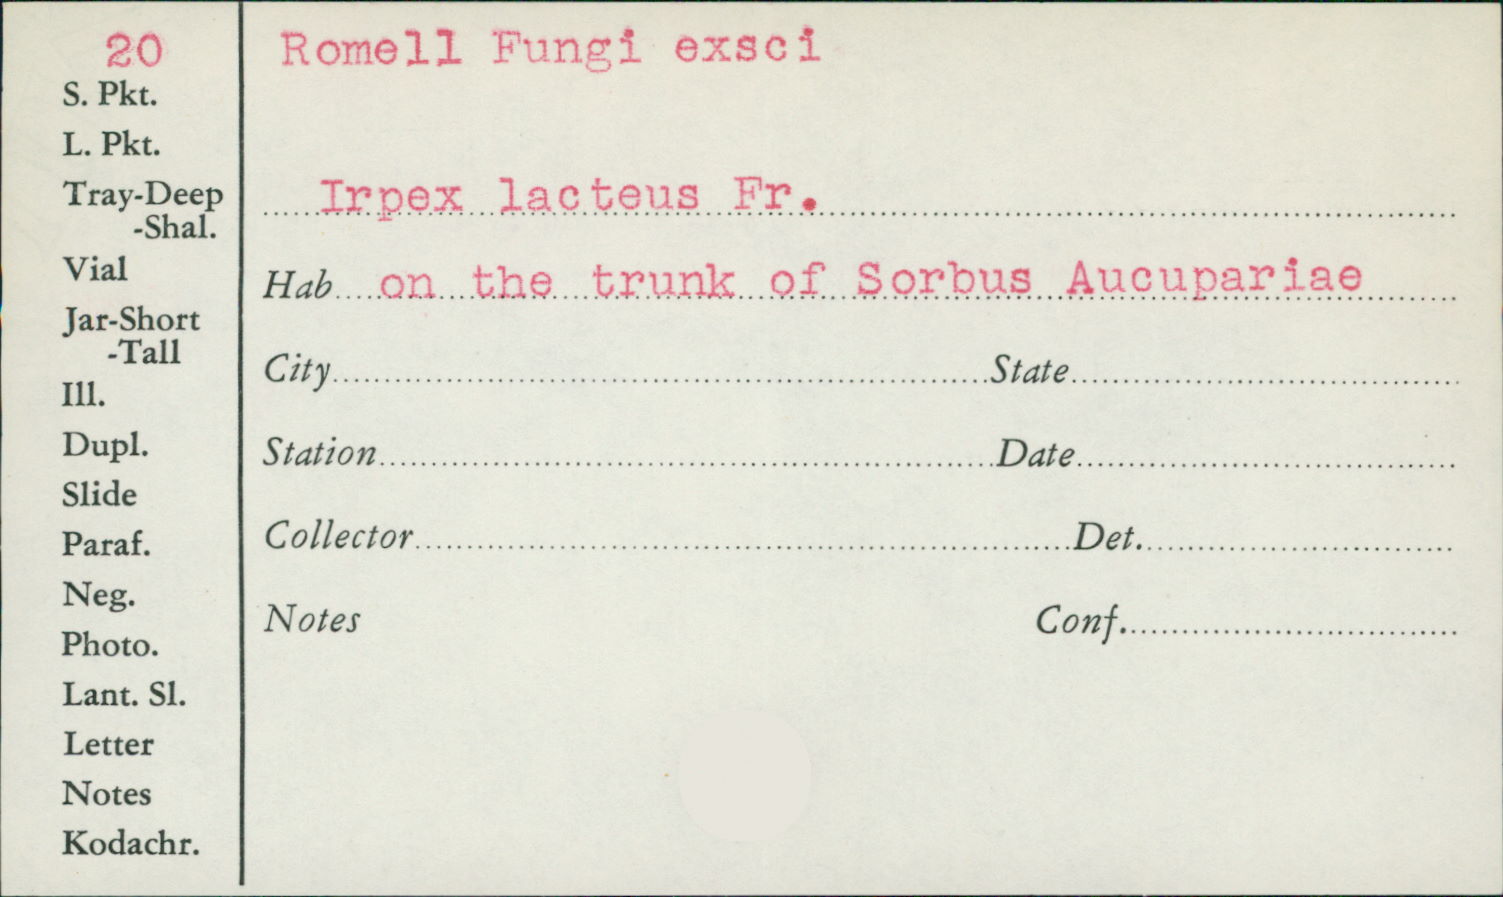 20
S. Pkt.
L. Pkt.
Tray-Deep
-Shal.
Vial
Jar-Short
-Tall
Ill.
Dupl.
Slide
Paraf.
Neg.
Photo.
Lant. Sl.
Letter
Notes
Kodachr.
Romell Fungi exsci
Irpex lacteus Fr.
Hab on the trunk of Sorbus Aucupariae
City State
Station Date
Collector Det.
Notes Conf.